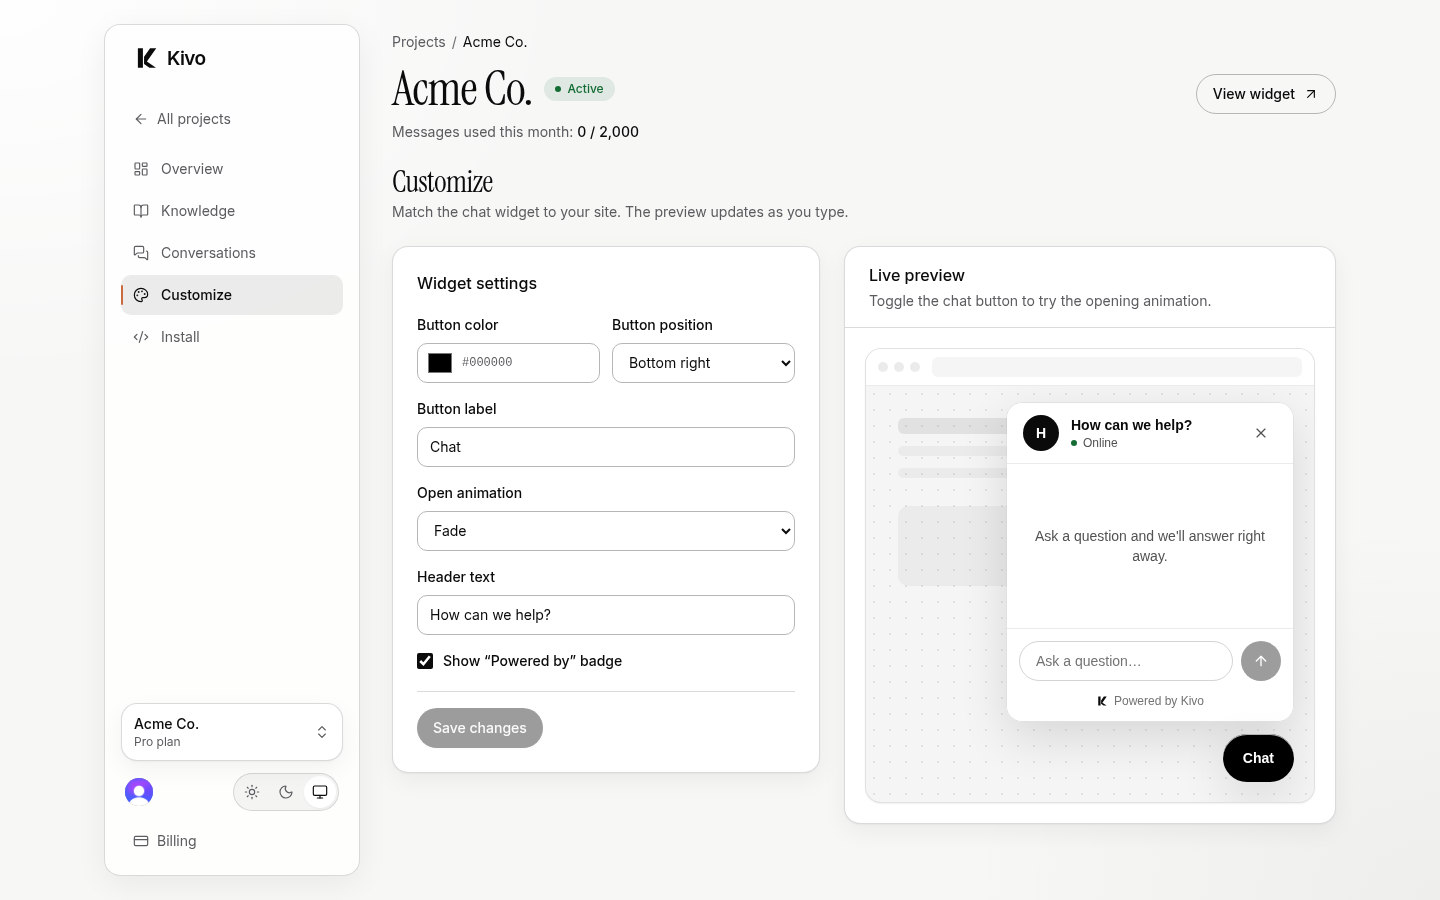 Kivo
All projects
Overview
Knowledge
Conversations
Customize
Install
Acme Co.
Pro plan
Billing
Projects / Acme Co.
Acme Co.
Active
Messages used this month: 0 / 2,000
View widget
Customize
Match the chat widget to your site. The preview updates as you type.
Widget settings
Button color
#000000
Button position
Bottom right
Button label
Chat
Open animation
Fade
Header text
How can we help?
Show “Powered by” badge
Save changes
Live preview
Toggle the chat button to try the opening animation.
H
How can we help?
Online
Ask a question and we'll answer right
away.
Ask a question…
Powered by Kivo
Chat